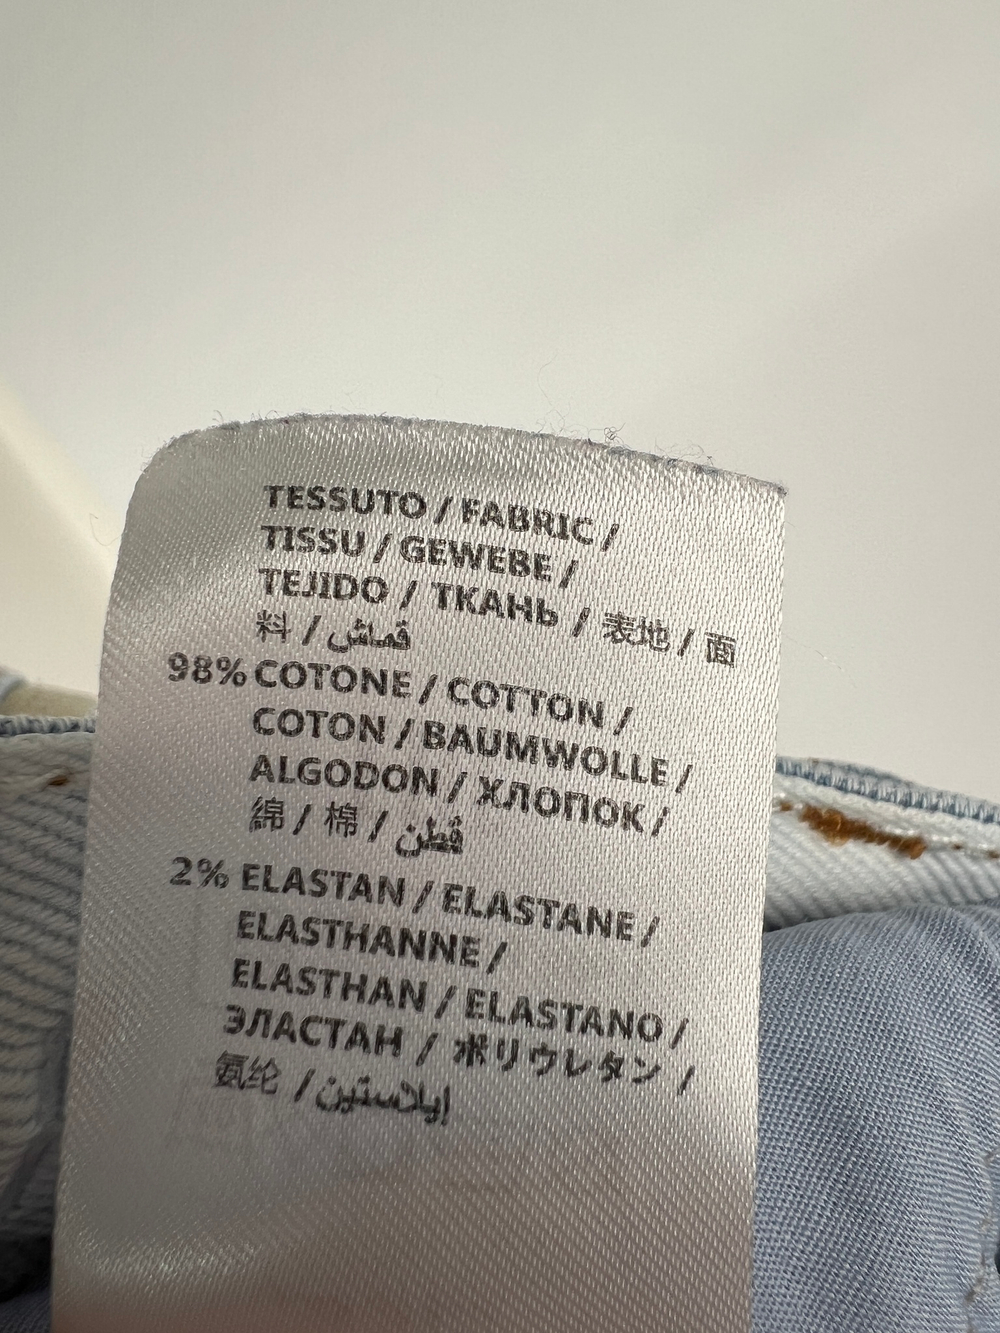 TESSUTO / FABRIC /
TISSU / GEWEBE /
TEJIDO / ТКАНЬ / 表地 / 面
料 / قماش
98% COTONE / COTTON /
COTON / BAUMWOLLE /
ALGODON / ХЛОПОК /
綿 / 棉 / قطن
2% ELASTAN / ELASTANE /
ELASTHANNE /
ELASTHAN / ELASTANO /
ЭЛАСТАН / ポリウレタン /
氨纶 / إيلاستين